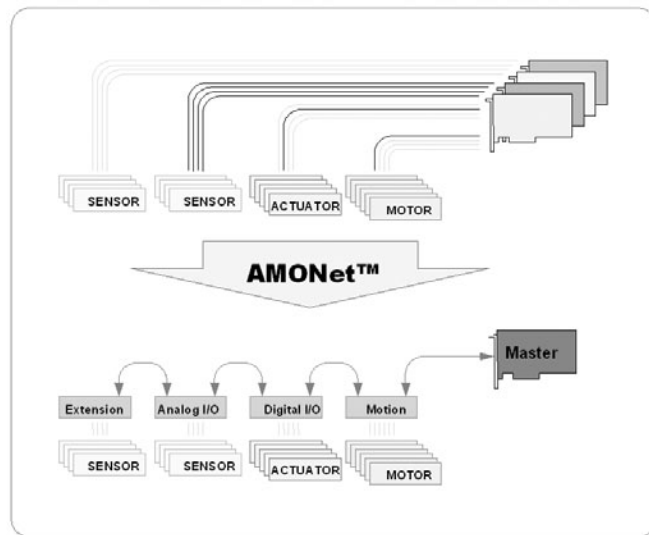 SENSOR SENSOR ACTUATOR MOTOR
AMONet™
Master
Extension Analog I/O Digital I/O Motion
SENSOR SENSOR ACTUATOR MOTOR